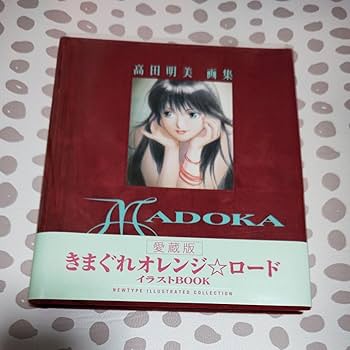 高田明美 画集
MADOKA
愛蔵版
きまぐれオレンジ☆ロード
イラストBOOK
NEWTYPE ILLUSTRATED COLLECTION